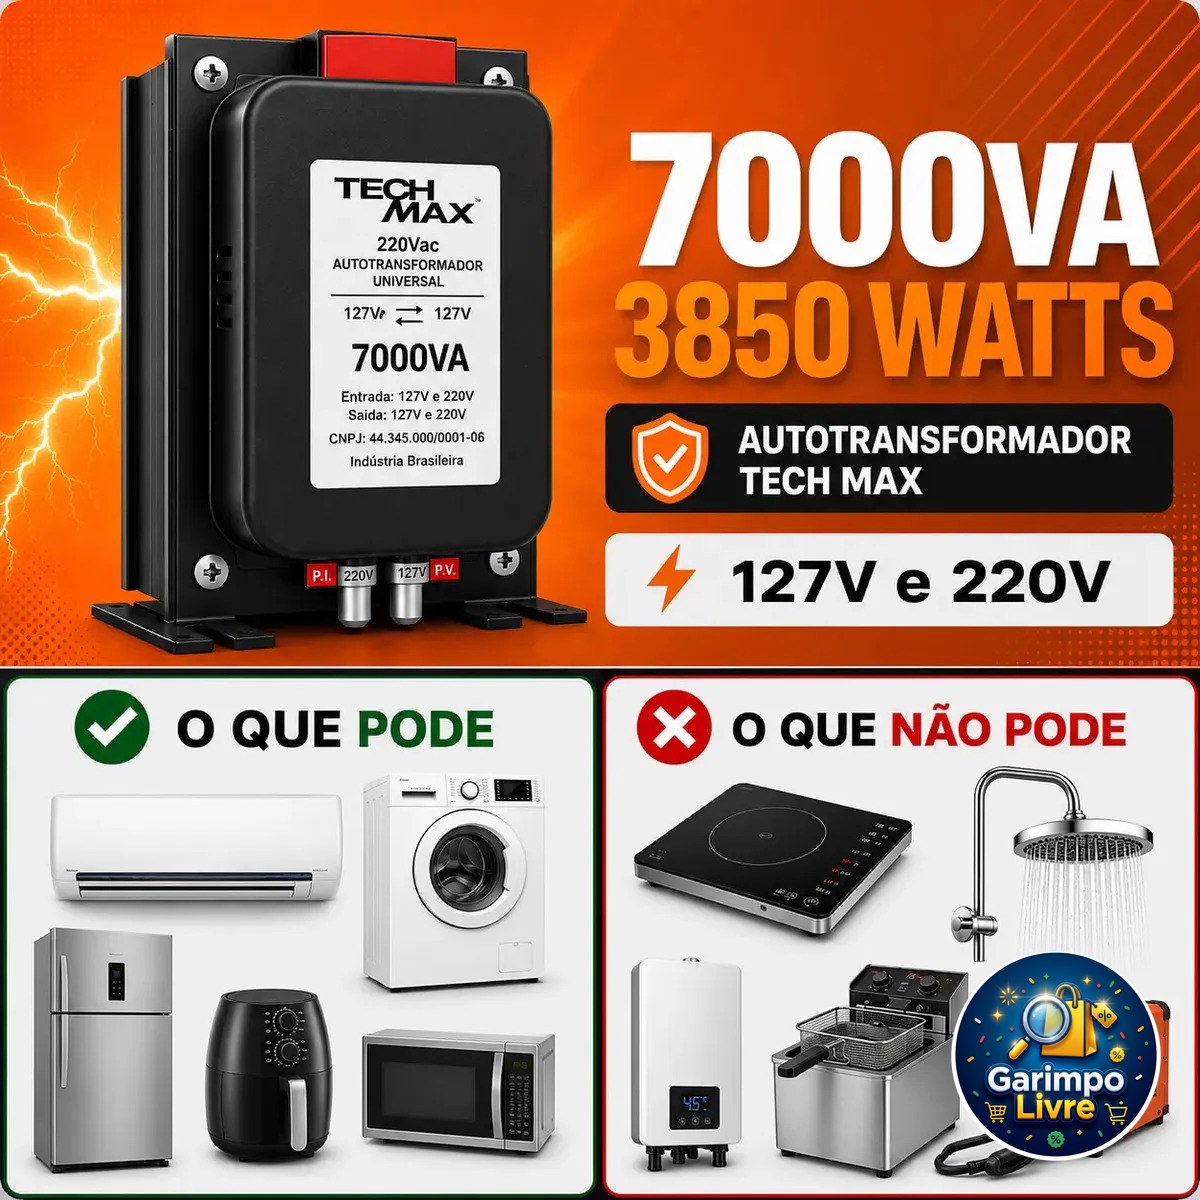 TECH
MAX™
220Vac
AUTOTRANSFORMADOR
UNIVERSAL
127Vr ⇄ 127V
7000VA
Entrada: 127V e 220V
Saida: 127V e 220V
CNPJ: 44.345.000/0001-06
Indústria Brasileira
P.I. 220V 127V P.V.
7000VA
3850 WATTS
AUTOTRANSFORMADOR
TECH MAX
127V e 220V
O QUE PODE
O QUE NÃO PODE
45°C
%
%
Garimpo
Livre
%